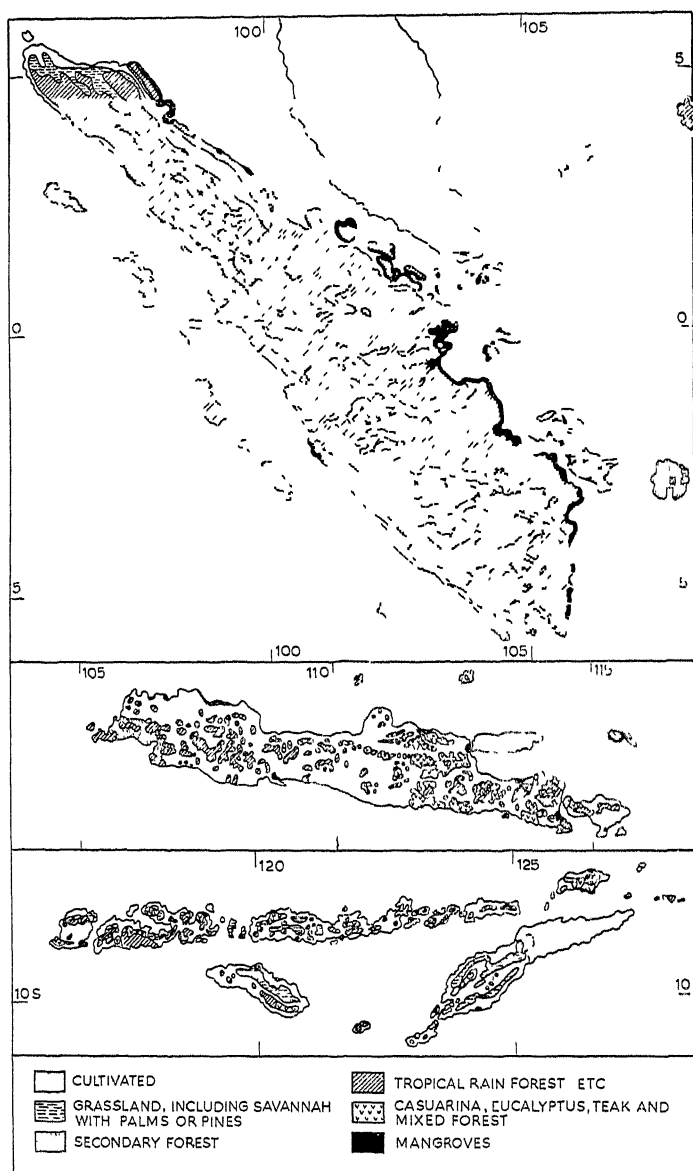 100 105
5 5
0 0
5 5
100 105
105 110 115
120 125
10 S 10
CULTIVATED
GRASSLAND, INCLUDING SAVANNAH
WITH PALMS OR PINES
SECONDARY FOREST
TROPICAL RAIN FOREST ETC
CASUARINA, EUCALYPTUS, TEAK AND
MIXED FOREST
MANGROVES